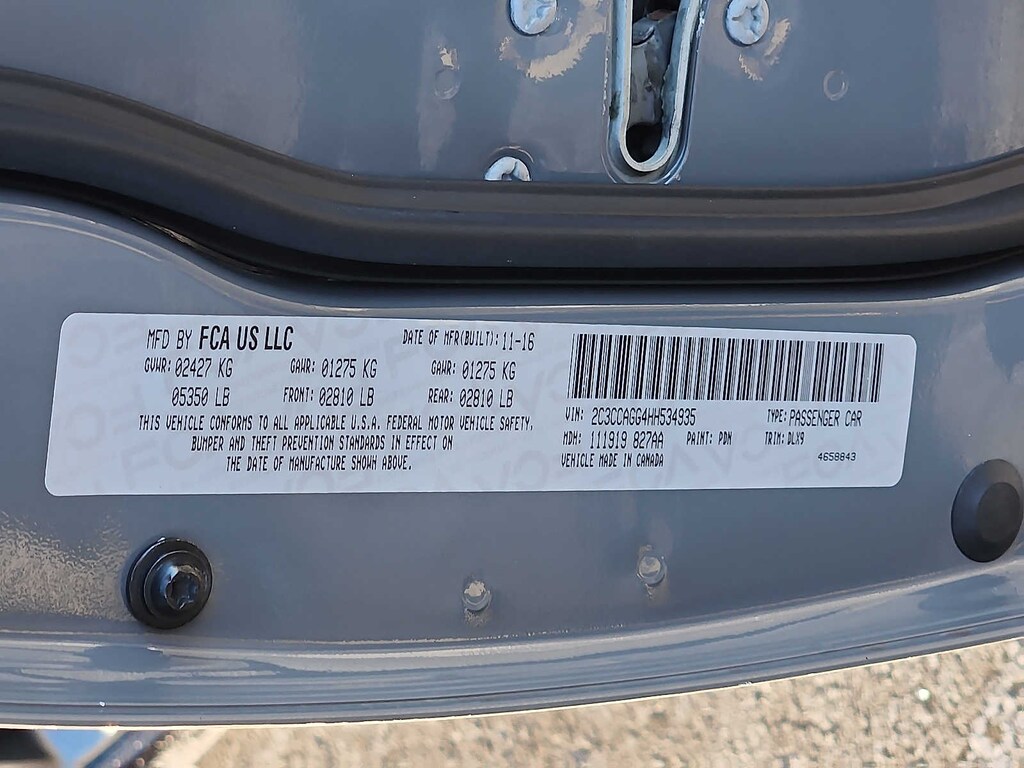 MFD BY FCA US LLC DATE OF MFR(BUILT): 11-16
GVWR: 02427 KG GAWR: 01275 KG GAWR: 01275 KG
05350 LB FRONT: 02810 LB REAR: 02810 LB
THIS VEHICLE CONFORMS TO ALL APPLICABLE U.S.A. FEDERAL MOTOR VEHICLE SAFETY,
BUMPER AND THEFT PREVENTION STANDARDS IN EFFECT ON
THE DATE OF MANUFACTURE SHOWN ABOVE.
VIN: 2C3CCAGG4HH534935 TYPE: PASSENGER CAR
MDH: 111919 827AA PAINT: PDN TRIM: DLX9
VEHICLE MADE IN CANADA 4658843